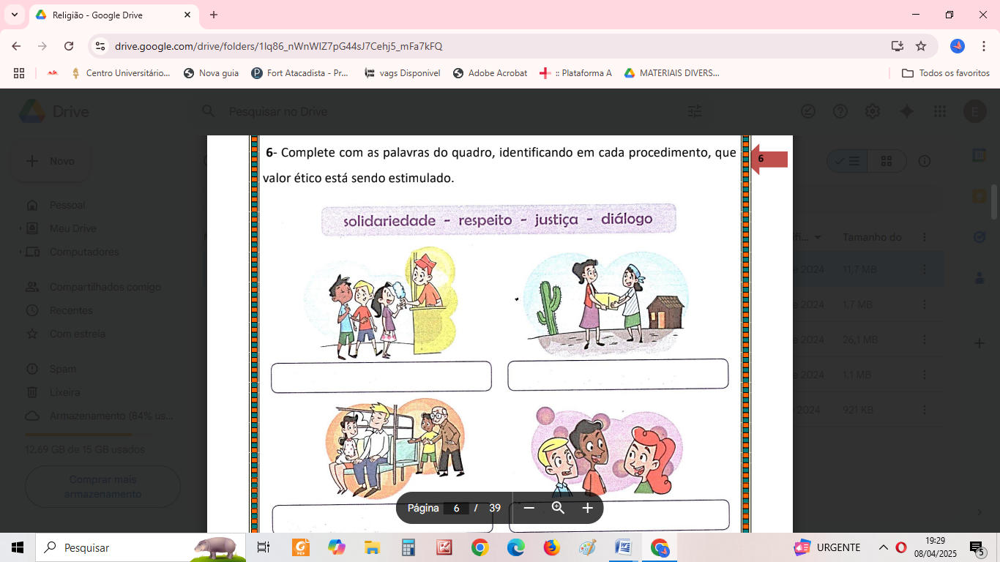 Religião - Google Drive
drive.google.com/drive/folders/1lq86_nWnWlZ7pG44sJ7Cehj5_mFa7kFQ
Centro Universitário...
Nova guia
Fort Atacadista - Pr...
vags Disponivel
Adobe Acrobat
:: Plataforma A
MATERIAIS DIVERS...
Todos os favoritos
Drive
Pesquisar no Drive
E
Novo
Pessoal
Meu Drive
Computadores
Compartilhados comigo
Recentes
Com estrela
Spam
Lixeira
Armazenamento (84% us...
12,69 GB de 15 GB usados
Comprar mais
armazenamento
6- Complete com as palavras do quadro, identificando em cada procedimento, que
valor ético está sendo estimulado.
6
solidariedade - respeito - justiça - diálogo
Tamanho do
2024 11,7 MB
2024 1,7 MB
2024 26,1 MB
2024 1,1 MB
2024 921 KB
Página 6 / 39
Pesquisar
PDF
URGENTE
19:29
08/04/2025
5